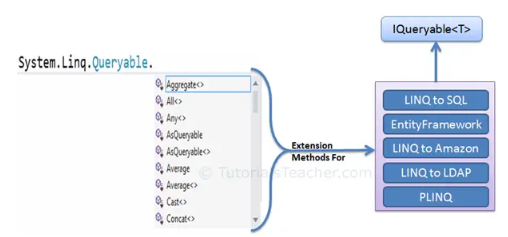 IQueryable<T>
System.Linq.Queryable.
Aggregate<>
All<>
Any<>
AsQueryable
AsQueryable<>
Average
Average<>
Cast<>
Concat<>
Extension
Methods For
LINQ to SQL
EntityFramework
LINQ to Amazon
LINQ to LDAP
PLINQ
© TutorialsTeacher.com